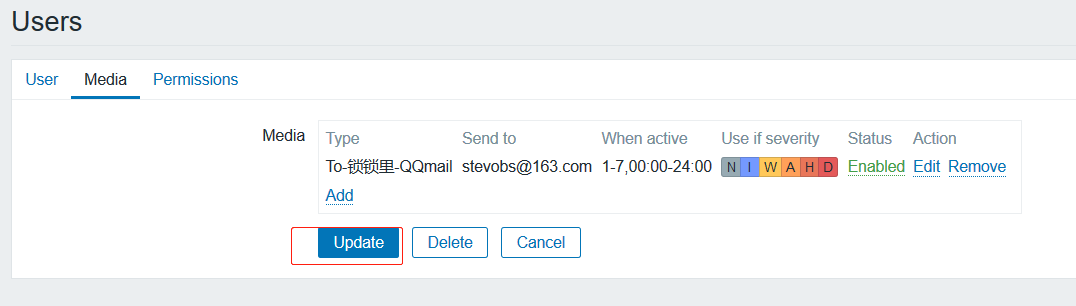 Users
User Media Permissions
Media Type Send to When active Use if severity Status Action
To-锁锁里-QQmail stevobs@163.com 1-7,00:00-24:00 N I W A H D Enabled Edit Remove
Add
Update Delete Cancel